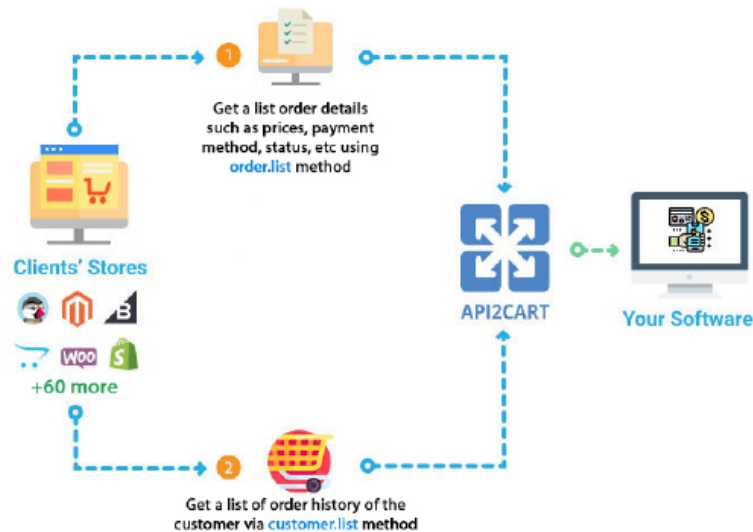 1
Get a list order details
such as prices, payment
method, status, etc using
order.list method
Clients' Stores
B
WOO
S
+60 more
API2CART
$
Your Software
2
Get a list of order history of the
customer via customer.list method